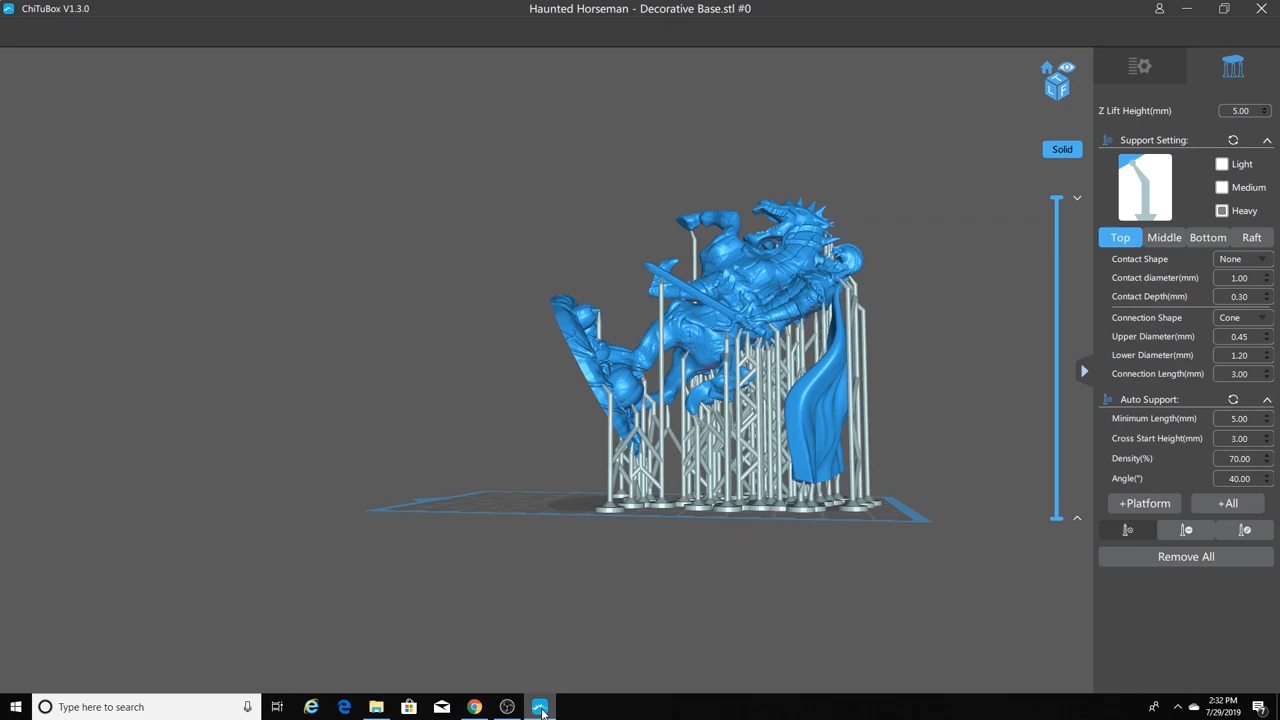 ChiTuBox V1.3.0
Haunted Horseman - Decorative Base.stl #0
Z Lift Height(mm) 5.00
Support Setting:
Solid
Light
Medium
Heavy
Top Middle Bottom Raft
Contact Shape None
Contact diameter(mm) 1.00
Contact Depth(mm) 0.30
Connection Shape Cone
Upper Diameter(mm) 0.45
Lower Diameter(mm) 1.20
Connection Length(mm) 3.00
Auto Support:
Minimum Length(mm) 5.00
Cross Start Height(mm) 3.00
Density(%) 70.00
Angle(°) 40.00
+Platform +All
Remove All
Type here to search
2:32 PM
7/29/2019